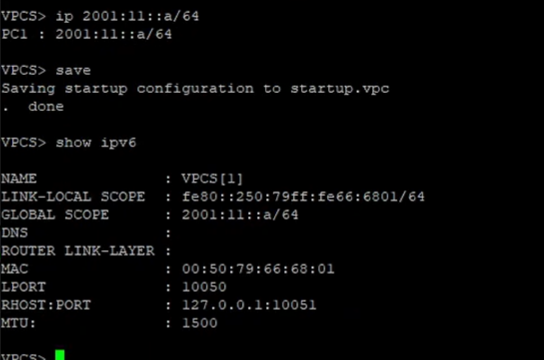 VPCS> ip 2001:11::a/64
PC1 : 2001:11::a/64
VPCS> save
Saving startup configuration to startup.vpc
.  done
VPCS> show ipv6
NAME              : VPCS[1]
LINK-LOCAL SCOPE  : fe80::250:79ff:fe66:6801/64
GLOBAL SCOPE      : 2001:11::a/64
DNS               :
ROUTER LINK-LAYER :
MAC               : 00:50:79:66:68:01
LPORT             : 10050
RHOST:PORT        : 127.0.0.1:10051
MTU:              : 1500
VPCS>